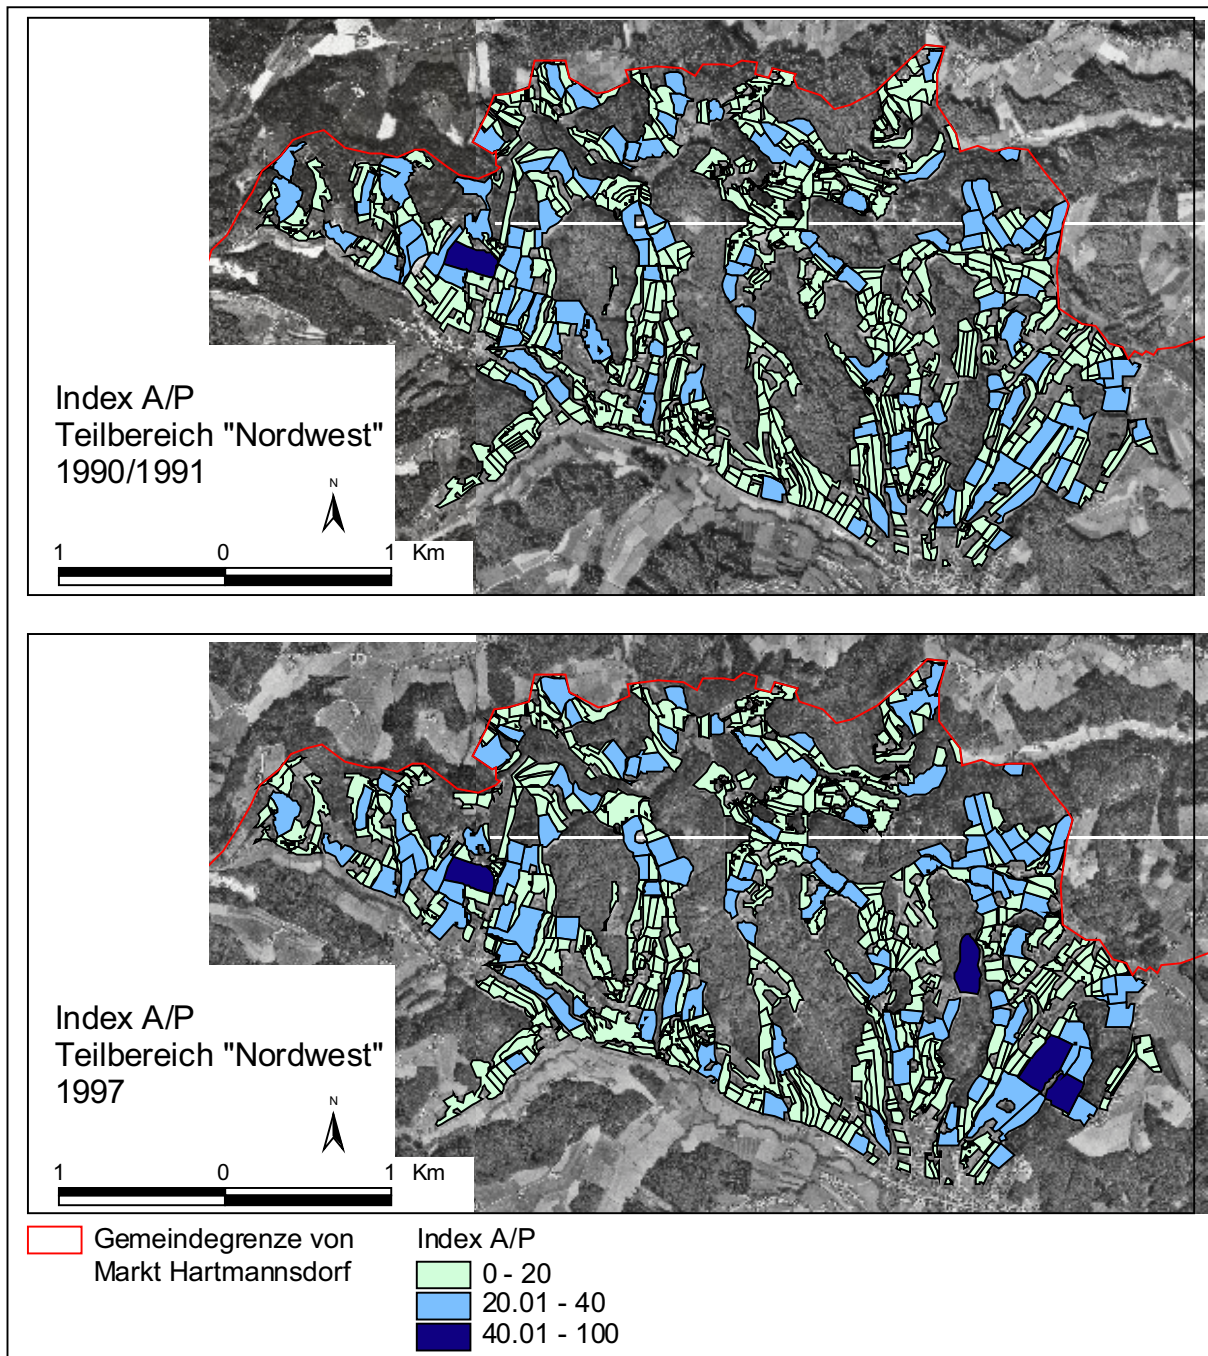 Index A/P
Teilbereich "Nordwest"
1990/1991
N
1 0 1 Km
Index A/P
Teilbereich "Nordwest"
1997
N
1 0 1 Km
Gemeindegrenze von
Markt Hartmannsdorf
Index A/P
0 - 20
20.01 - 40
40.01 - 100